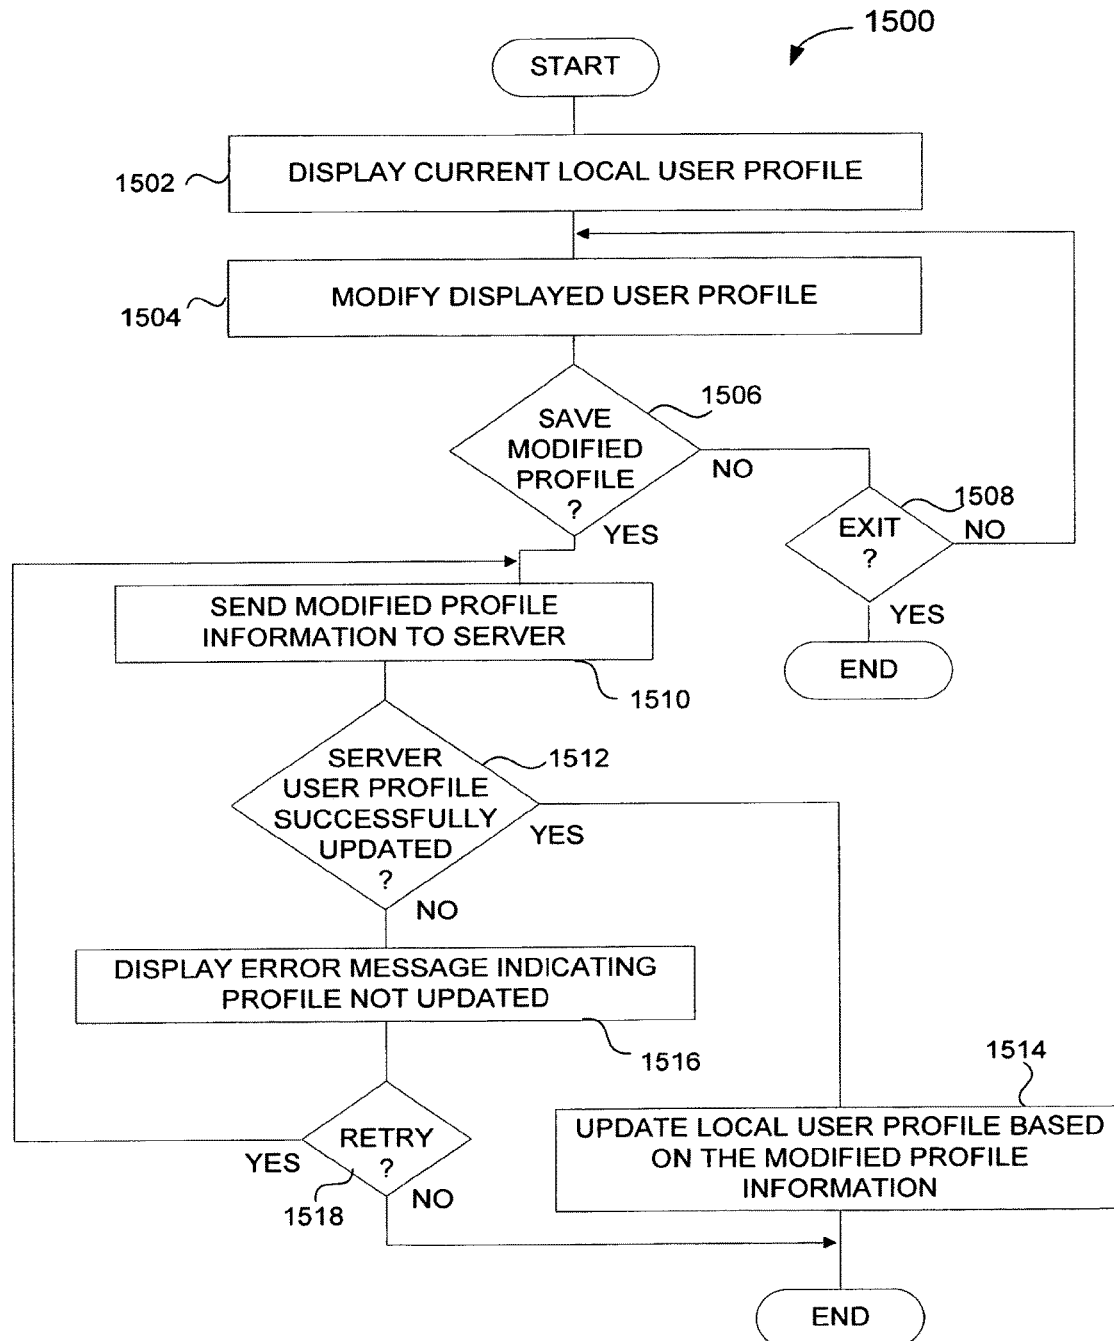 1500
START
1502
DISPLAY CURRENT LOCAL USER PROFILE
1504
MODIFY DISPLAYED USER PROFILE
1506
SAVE
MODIFIED
PROFILE
?
NO
YES
1508
EXIT
?
NO
YES
END
SEND MODIFIED PROFILE
INFORMATION TO SERVER
1510
1512
SERVER
USER PROFILE
SUCCESSFULLY
UPDATED
?
YES
NO
DISPLAY ERROR MESSAGE INDICATING
PROFILE NOT UPDATED
1516
1514
UPDATE LOCAL USER PROFILE BASED
ON THE MODIFIED PROFILE
INFORMATION
RETRY
?
YES
NO
1518
END